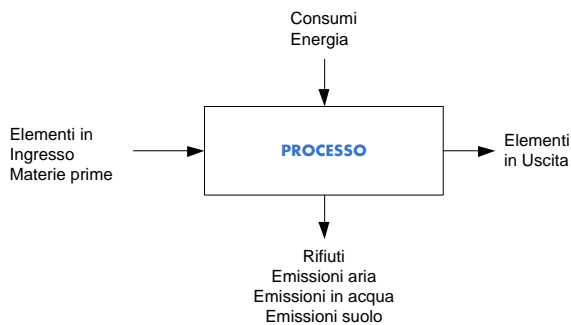 Consumi
Energia
Elementi in
Ingresso
Materie prime
PROCESSO
Elementi
in Uscita
Rifiuti
Emissioni aria
Emissioni in acqua
Emissioni suolo